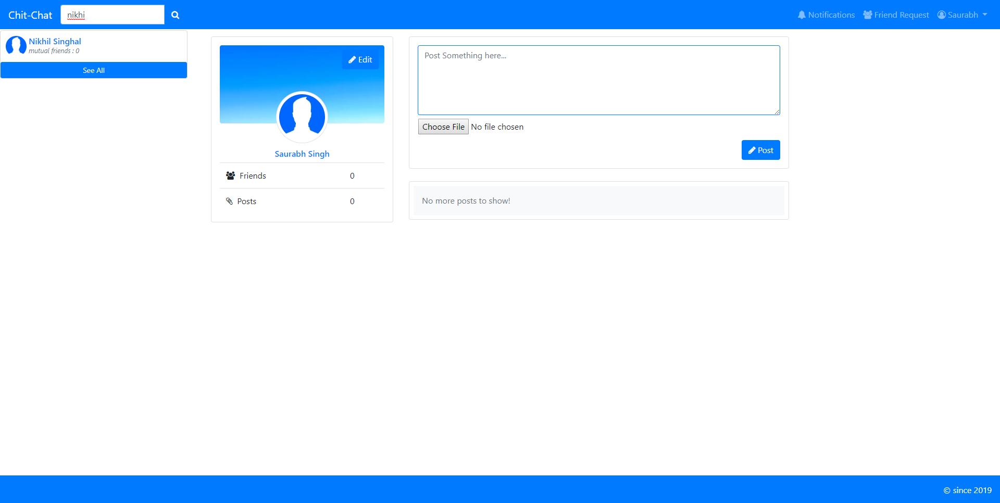 Chit-Chat nikhi Notifications Friend Request Saurabh
Nikhil Singhal
mutual friends : 0
See All
Edit
Saurabh Singh
Friends 0
Posts 0
Post Something here...
Choose File No file chosen
Post
No more posts to show!
© since 2019